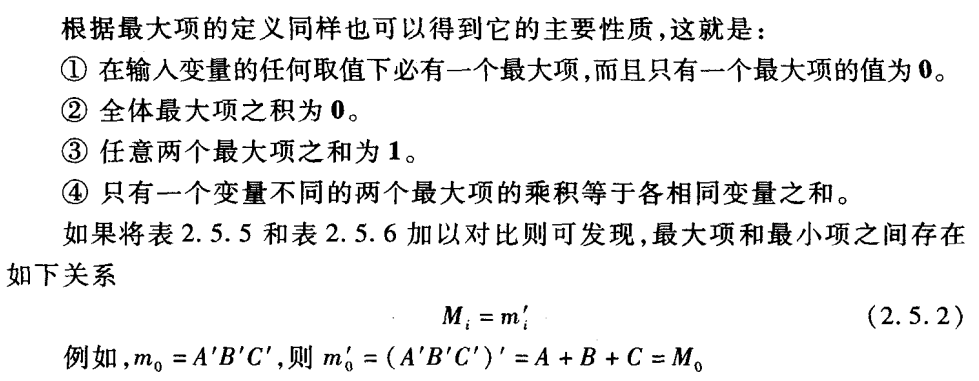 根据最大项的定义同样也可以得到它的主要性质,这就是:
① 在输入变量的任何取值下必有一个最大项,而且只有一个最大项的值为0。
② 全体最大项之积为0。
③ 任意两个最大项之和为1。
④ 只有一个变量不同的两个最大项的乘积等于各相同变量之和。
如果将表2.5.5和表2.5.6加以对比则可发现,最大项和最小项之间存在
如下关系
Mᵢ = mᵢ′ (2.5.2)
例如,m₀ = A′B′C′,则 m₀′ = (A′B′C′)′ = A + B + C = M₀